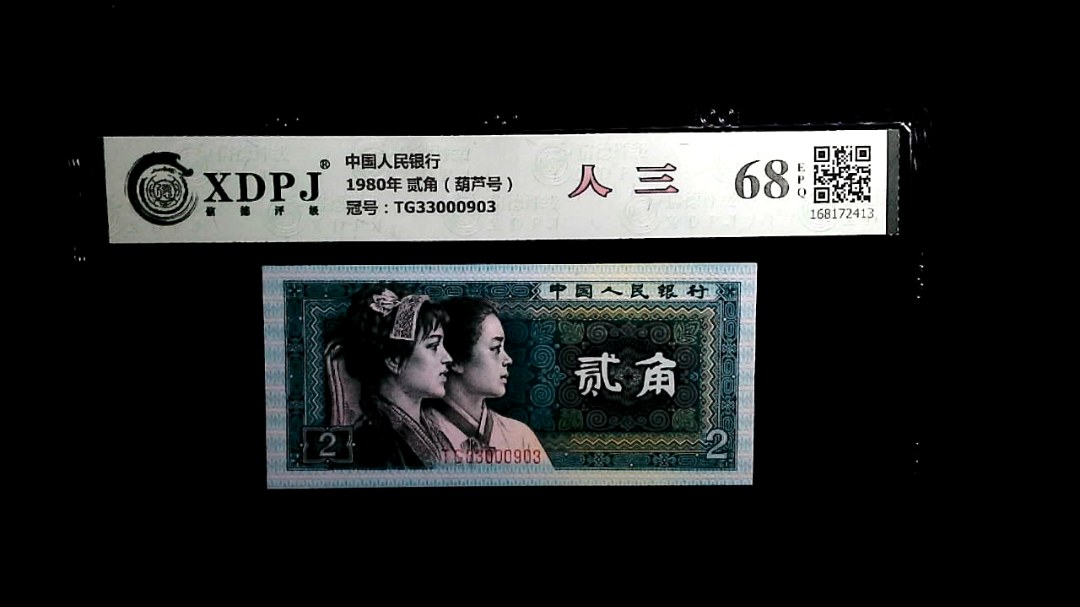 XDPJ®
信德评级
中国人民银行
1980年 贰角（葫芦号）
冠号：TG33000903
人三
68
EPQ
168172413
中国人民银行
贰角
2
2
TG33000903